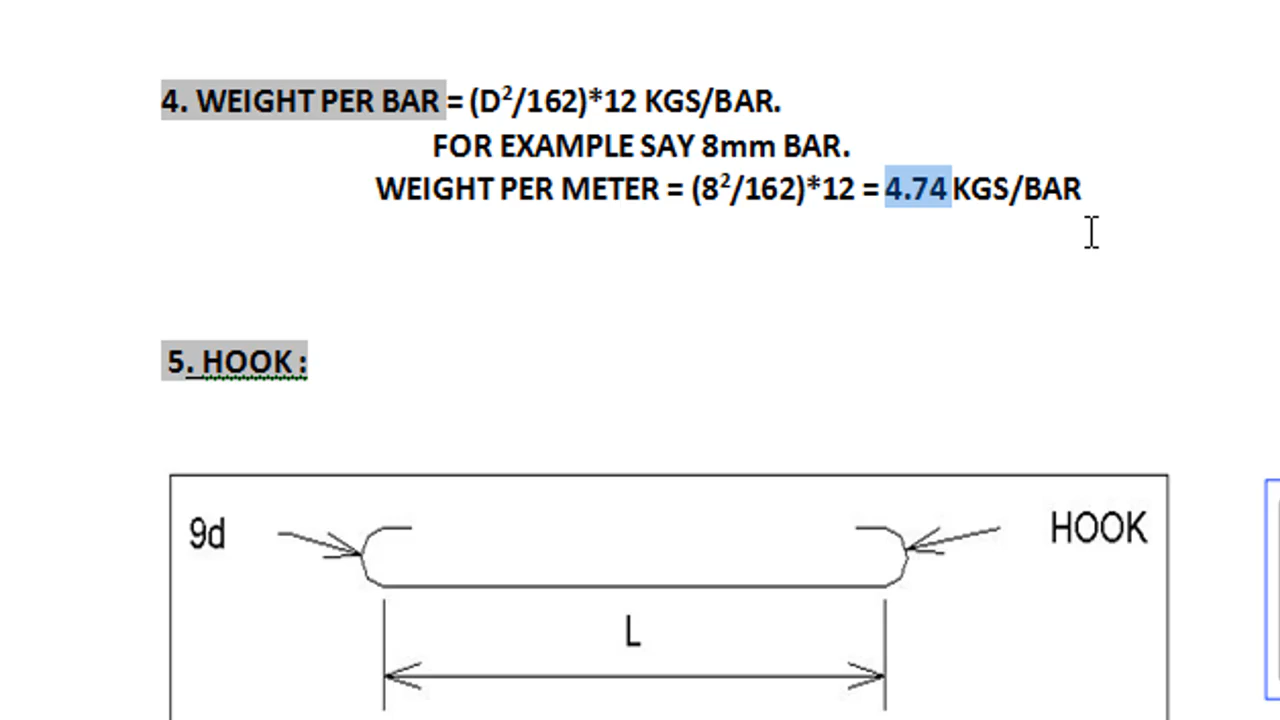 4. WEIGHT PER BAR = (D²/162)*12 KGS/BAR.
FOR EXAMPLE SAY 8mm BAR.
WEIGHT PER METER = (8²/162)*12 = 4.74 KGS/BAR
5. HOOK :
9d HOOK
L